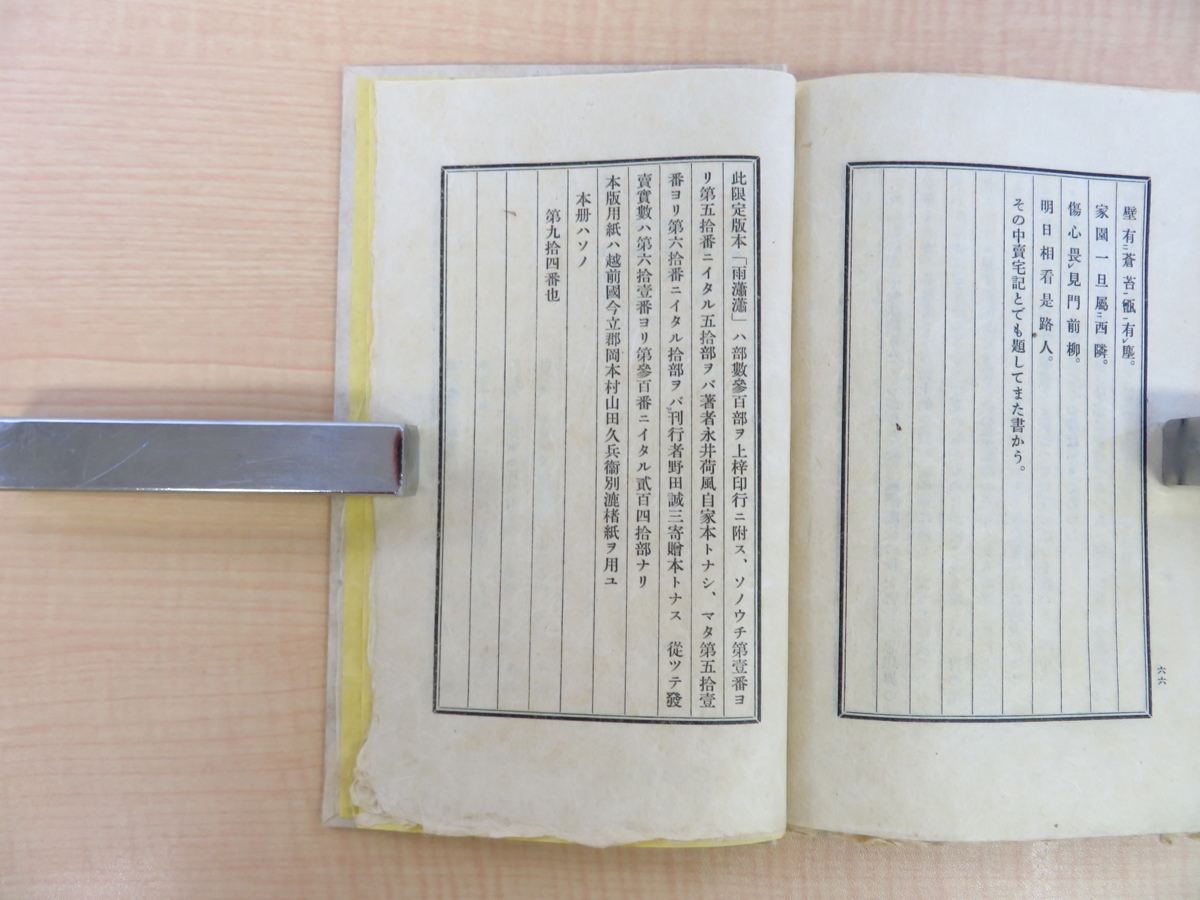 壁有ニ蒼苔一甑有レ塵。
家園一旦屬ニ西隣。
傷心畏レ見門前柳。
明日相看是路人。
その中賣宅記とでも題してまた書かう。
六六
此限定版本「雨瀟瀟」ハ部數參百部ヲ上梓印行ニ附ス、ソノウチ第壹番ヨ
リ第五拾番ニイタル五拾部ヲバ著者永井荷風自家本トナシ、マタ第五拾壹
番ヨリ第六拾番ニイタル拾部ヲバ刊行者野田誠三寄贈本トナス 從ツテ發
賣實數ハ第六拾壹番ヨリ第參百番ニイタル貳百四拾部ナリ
本版用紙ハ越前國今立郡岡本村山田久兵衞別漉楮紙ヲ用ユ
本册ハソノ
第九拾四番也